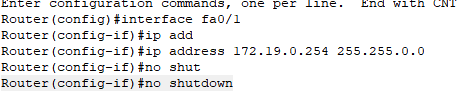 Enter configuration commands, one per line.  End with CNT
Router(config)#interface fa0/1
Router(config-if)#ip add
Router(config-if)#ip address 172.19.0.254 255.255.0.0
Router(config-if)#no shut
Router(config-if)#no shutdown